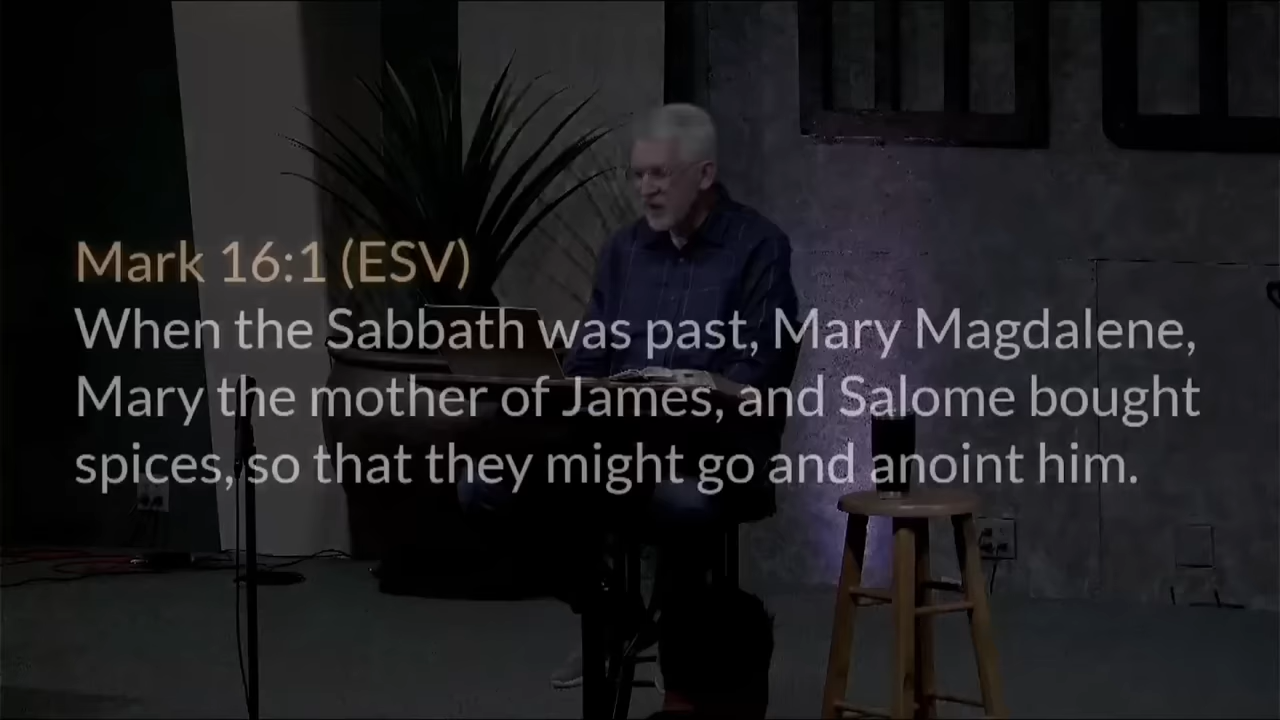 Mark 16:1 (ESV)
When the Sabbath was past, Mary Magdalene,
Mary the mother of James, and Salome bought
spices, so that they might go and anoint him.